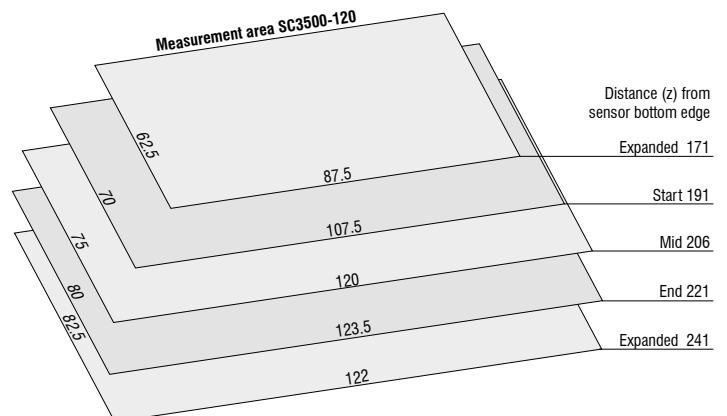 Measurement area SC3500-120
Distance (z) from
sensor bottom edge
62.5
87.5
Expanded 171
70
107.5
Start 191
75
120
Mid 206
80
123.5
End 221
82.5
122
Expanded 241